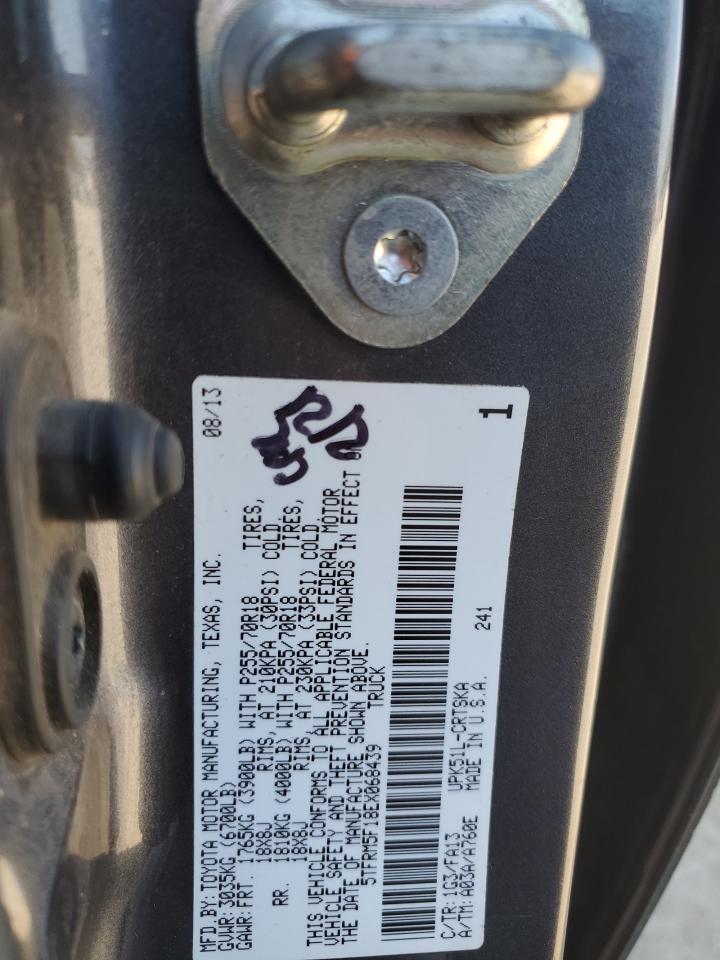 MFD BY: TOYOTA MOTOR MANUFACTURING, TEXAS, INC. 08/13
GVWR: 3035KG (6700LB)
GAWR: FRT. 1765KG (3900LB) WITH P255/70R18 TIRES,
18X8J RIMS, AT 210KPA (30PSI) COLD
RR. 1810KG (4000LB) WITH P255/70R18 TIRES,
18X8J RIMS, AT 230KPA (33PSI) COLD.
THIS VEHICLE CONFORMS TO ALL APPLICABLE FEDERAL MOTOR
VEHICLE SAFETY AND THEFT PREVENTION STANDARDS IN EFFECT ON
THE DATE OF MANUFACTURE SHOWN ABOVE.
5TFRM5F18EX068439 TRUCK
C/TR: 1G3/FA13 UPK51L-CRTSKA 241
A/TM: A03A/A760E MADE IN U.S.A.
1